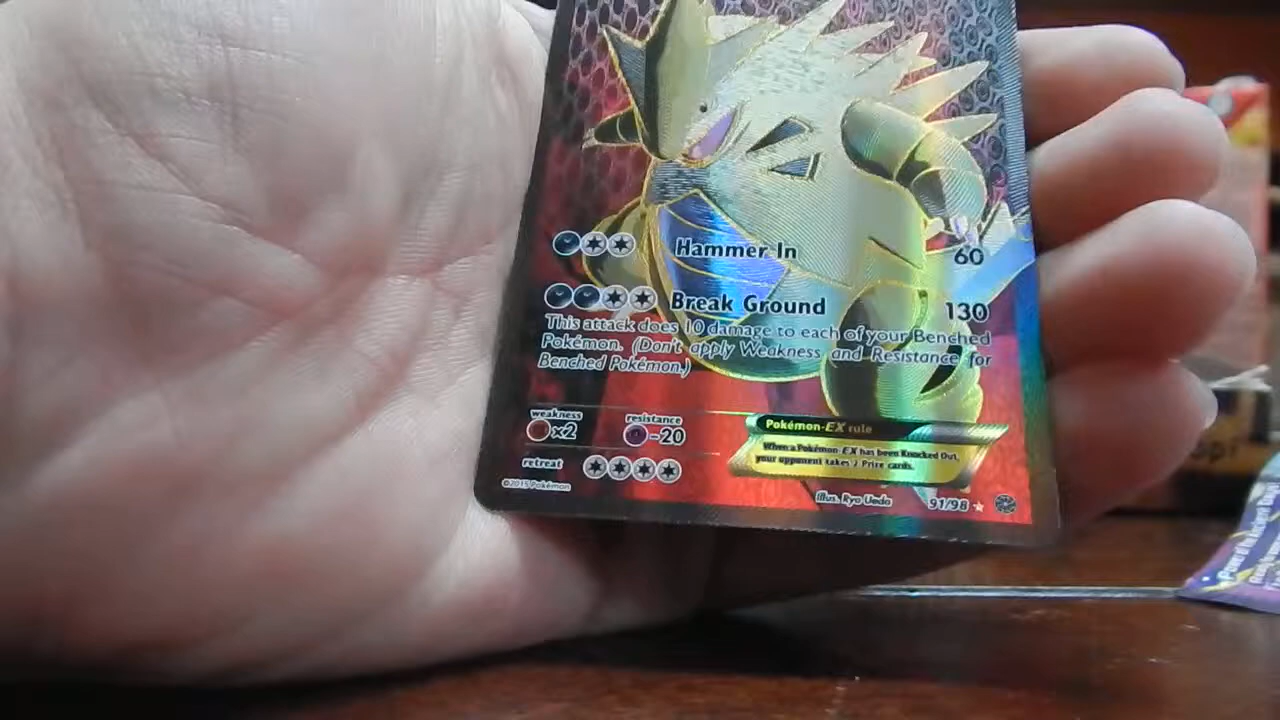 Hammer In 60
Break Ground 130
This attack does 10 damage to each of your Benched
Pokémon. (Don't apply Weakness and Resistance for
Benched Pokémon.)
weakness resistance
x2 -20
Pokémon-EX rule
When a Pokémon-EX has been Knocked Out,
your opponent takes 2 Prize cards.
retreat
©2015 Pokémon
Illus. Ryo Ueda 91/98